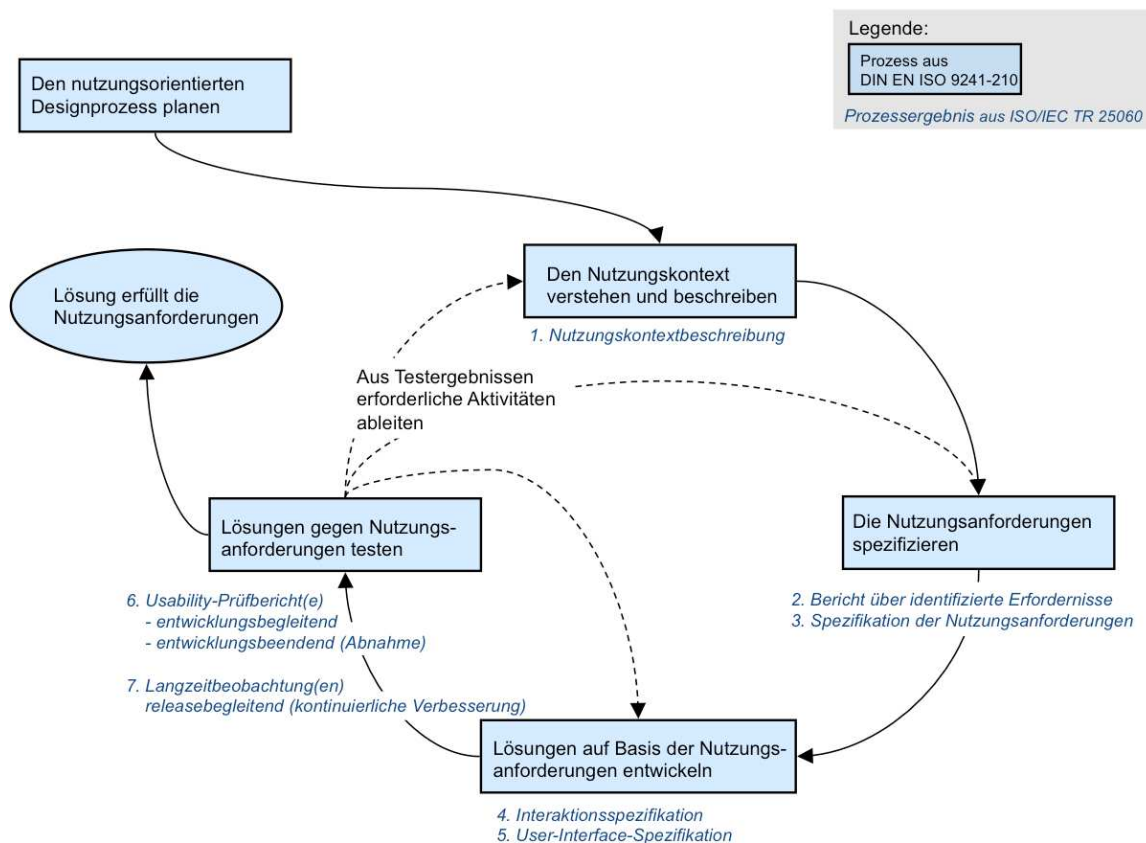 Legende:
Prozess aus
DIN EN ISO 9241-210
Prozessergebnis aus ISO/IEC TR 25060
Den nutzungsorientierten
Designprozess planen
Den Nutzungskontext
verstehen und beschreiben
1. Nutzungskontextbeschreibung
Lösung erfüllt die
Nutzungsanforderungen
Aus Testergebnissen
erforderliche Aktivitäten
ableiten
Lösungen gegen Nutzungs-
anforderungen testen
Die Nutzungsanforderungen
spezifizieren
2. Bericht über identifizierte Erfordernisse
3. Spezifikation der Nutzungsanforderungen
6. Usability-Prüfbericht(e)
- entwicklungsbegleitend
- entwicklungsbeendend (Abnahme)
7. Langzeitbeobachtung(en)
releasebegleitend (kontinuierliche Verbesserung)
Lösungen auf Basis der Nutzungs-
anforderungen entwickeln
4. Interaktionsspezifikation
5. User-Interface-Spezifikation